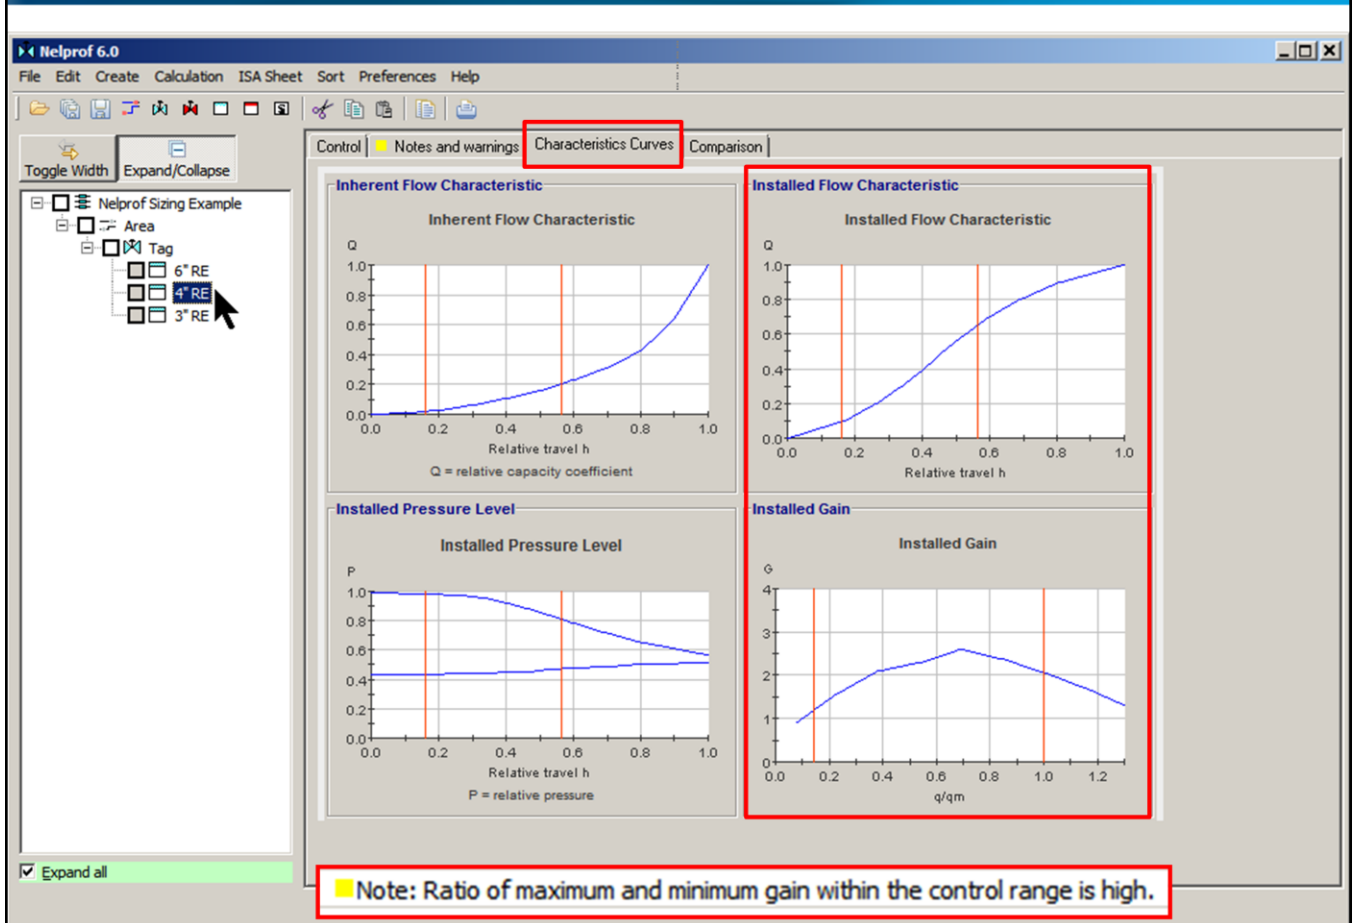 Nelprof 6.0
File Edit Create Calculation ISA Sheet Sort Preferences Help
Toggle Width Expand/Collapse
Nelprof Sizing Example
Area
Tag
6" RE
4" RE
3" RE
Expand all
Control Notes and warnings Characteristics Curves Comparison
Inherent Flow Characteristic
Inherent Flow Characteristic
Q
1.0
0.8
0.6
0.4
0.2
0.0
0.0 0.2 0.4 0.6 0.8 1.0
Relative travel h
Q = relative capacity coefficient
Installed Flow Characteristic
Installed Flow Characteristic
Q
1.0
0.8
0.6
0.4
0.2
0.0
0.0 0.2 0.4 0.6 0.8 1.0
Relative travel h
Installed Pressure Level
Installed Pressure Level
P
1.0
0.8
0.6
0.4
0.2
0.0
0.0 0.2 0.4 0.6 0.8 1.0
Relative travel h
P = relative pressure
Installed Gain
Installed Gain
G
4
3
2
1
0
0.0 0.2 0.4 0.6 0.8 1.0 1.2
q/qm
Note: Ratio of maximum and minimum gain within the control range is high.